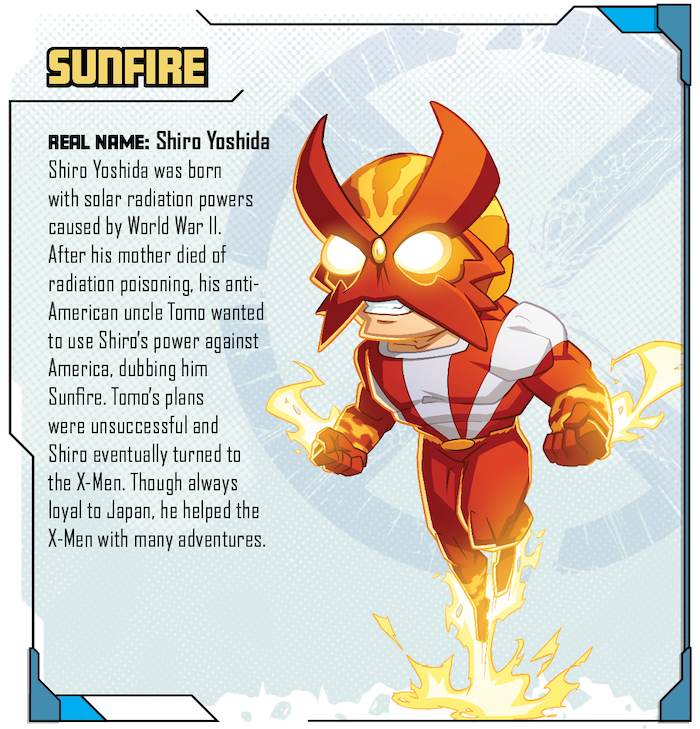 SUNFIRE
REAL NAME: Shiro Yoshida
Shiro Yoshida was born
with solar radiation powers
caused by World War II.
After his mother died of
radiation poisoning, his anti-
American uncle Tomo wanted
to use Shiro's power against
America, dubbing him
Sunfire. Tomo's plans
were unsuccessful and
Shiro eventually turned to
the X-Men. Though always
loyal to Japan, he helped the
X-Men with many adventures.